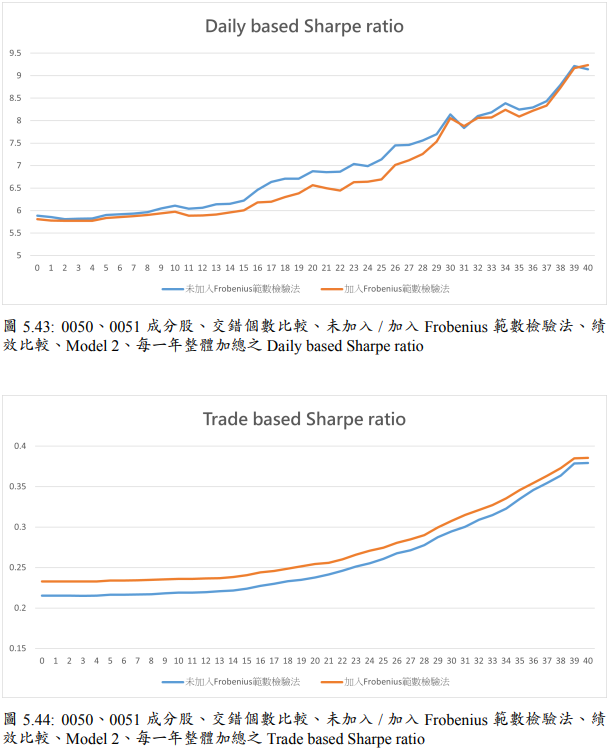 Daily based Sharpe ratio
9.5
9
8.5
8
7.5
7
6.5
6
5.5
5
0 1 2 3 4 5 6 7 8 9 10 11 12 13 14 15 16 17 18 19 20 21 22 23 24 25 26 27 28 29 30 31 32 33 34 35 36 37 38 39 40
未加入Frobenius範數檢驗法 加入Frobenius範數檢驗法
圖 5.43: 0050、0051 成分股、交錯個數比較、未加入 / 加入 Frobenius 範數檢驗法、績
效比較、Model 2、每一年整體加總之 Daily based Sharpe ratio
Trade based Sharpe ratio
0.4
0.35
0.3
0.25
0.2
0.15
0 1 2 3 4 5 6 7 8 9 10 11 12 13 14 15 16 17 18 19 20 21 22 23 24 25 26 27 28 29 30 31 32 33 34 35 36 37 38 39 40
未加入Frobenius範數檢驗法 加入Frobenius範數檢驗法
圖 5.44: 0050、0051 成分股、交錯個數比較、未加入 / 加入 Frobenius 範數檢驗法、績
效比較、Model 2、每一年整體加總之 Trade based Sharpe ratio